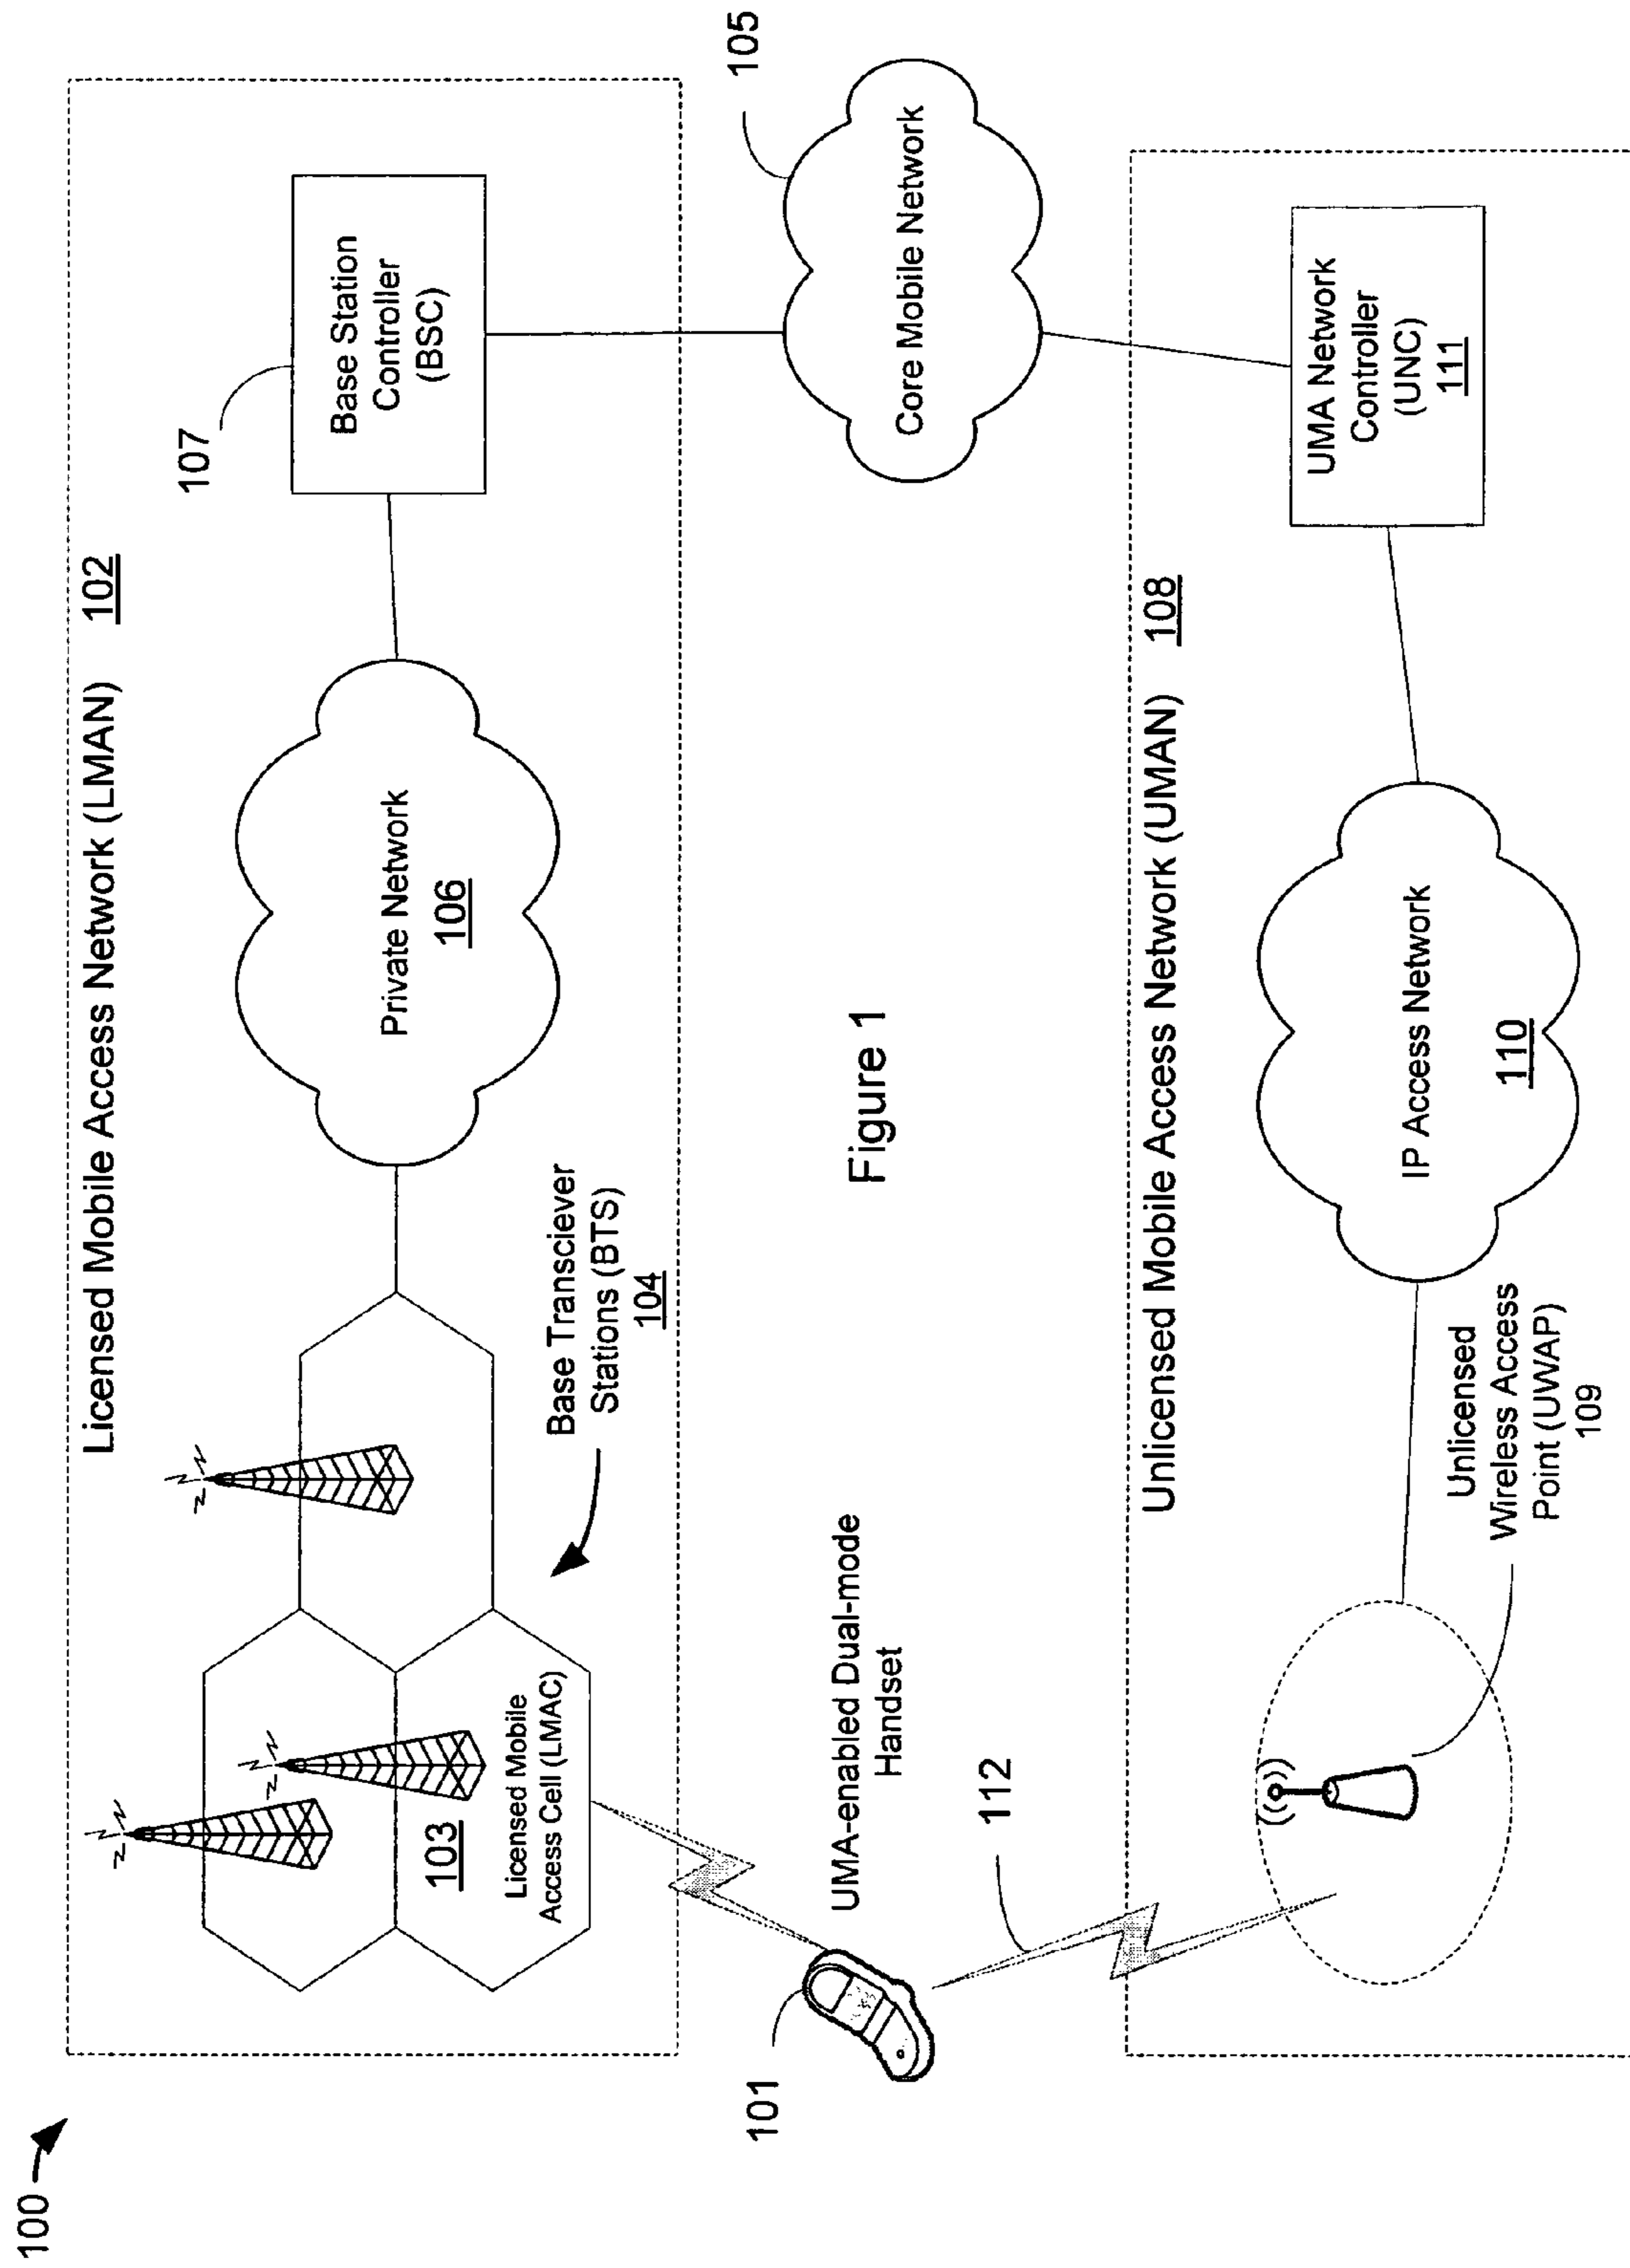 100
Licensed Mobile Access Network (LMAN) 102
103
Licensed Mobile
Access Cell (LMAC)
Base Transciever
Stations (BTS)
104
Private Network
106
107
Base Station
Controller
(BSC)
101
UMA-enabled Dual-mode
Handset
112
Figure 1
105
Core Mobile Network
Unlicensed Mobile Access Network (UMAN) 108
Unlicensed
Wireless Access
Point (UWAP)
109
IP Access Network
110
UMA Network
Controller
(UNC)
111